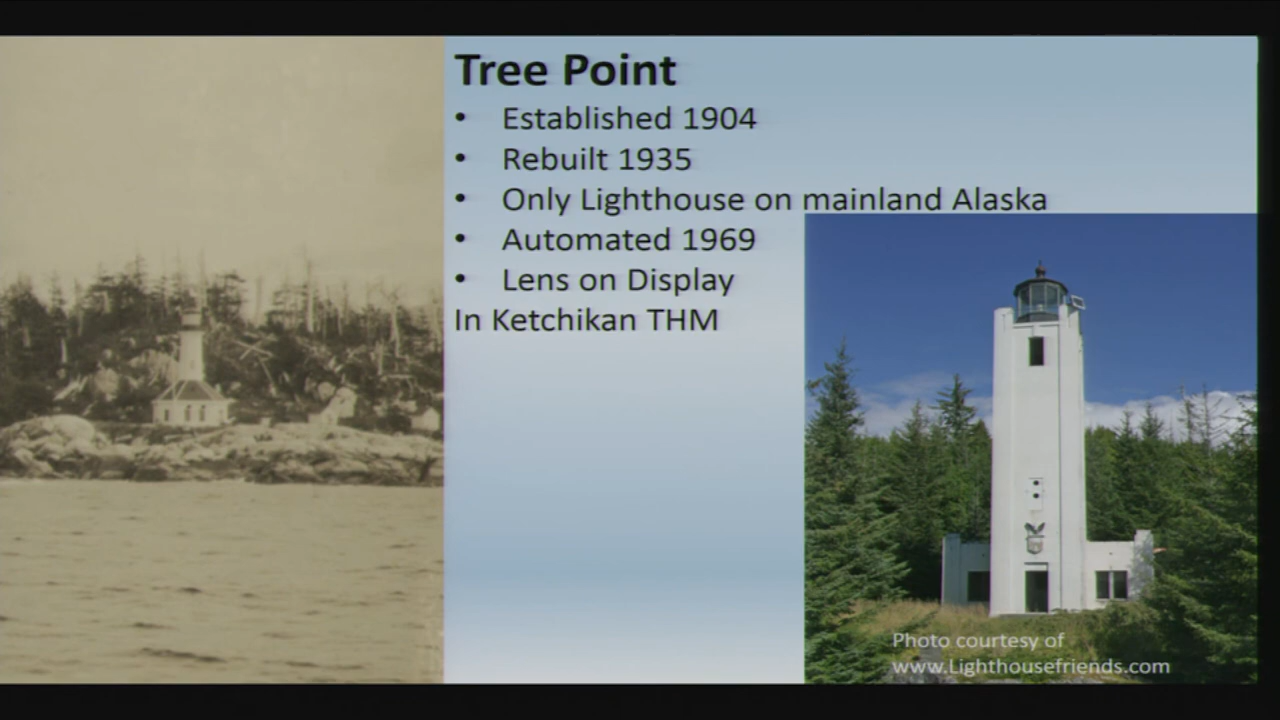 Tree Point
• Established 1904
• Rebuilt 1935
• Only Lighthouse on mainland Alaska
• Automated 1969
• Lens on Display
In Ketchikan THM
Photo courtesy of
www.Lighthousefriends.com